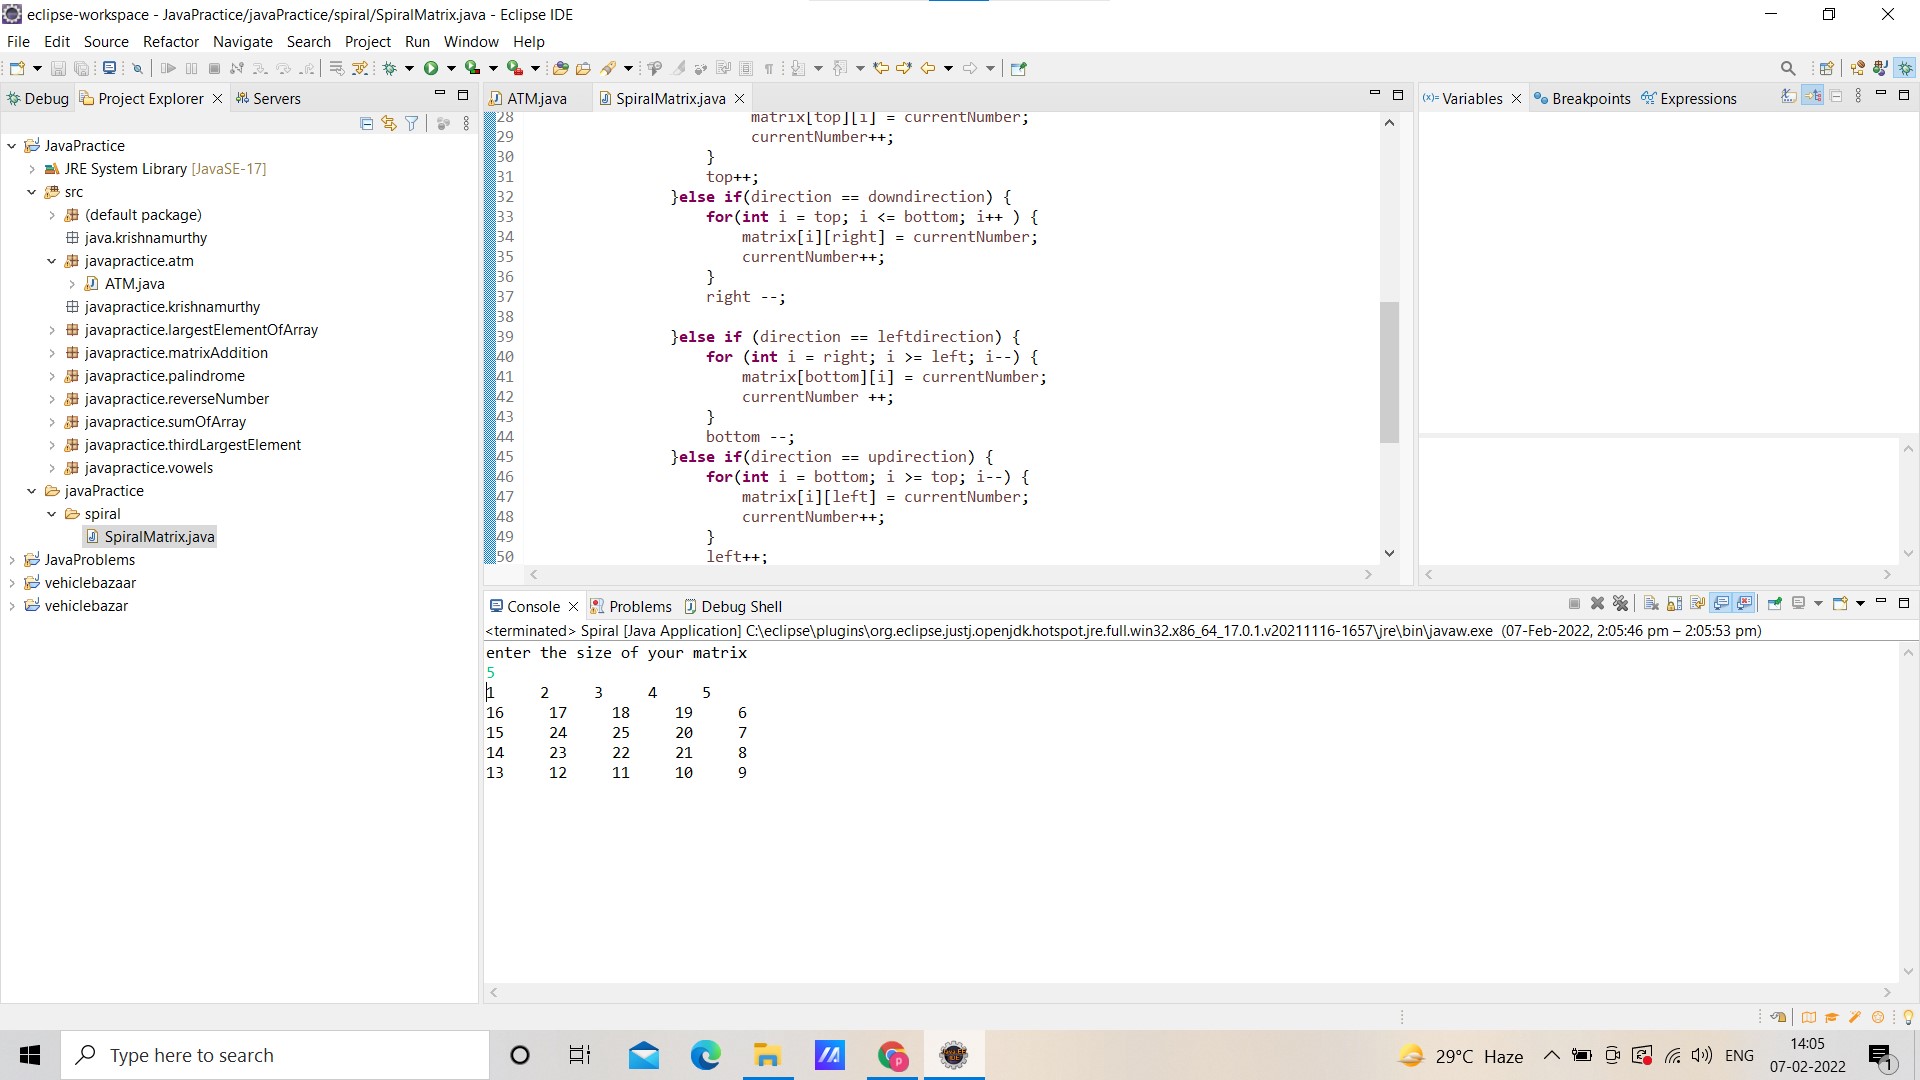 eclipse-workspace - JavaPractice/javaPractice/spiral/SpiralMatrix.java - Eclipse IDE
File Edit Source Refactor Navigate Search Project Run Window Help
Debug Project Explorer Servers
JavaPractice
JRE System Library [JavaSE-17]
src
(default package)
java.krishnamurthy
javapractice.atm
ATM.java
javapractice.krishnamurthy
javapractice.largestElementOfArray
javapractice.matrixAddition
javapractice.palindrome
javapractice.reverseNumber
javapractice.sumOfArray
javapractice.thirdLargestElement
javapractice.vowels
javaPractice
spiral
SpiralMatrix.java
JavaProblems
vehiclebazaar
vehiclebazar
ATM.java SpiralMatrix.java
28 matrix[top][i] = currentNumber;
29 currentNumber++;
30 }
31 top++;
32 }else if(direction == downdirection) {
33 for(int i = top; i <= bottom; i++ ) {
34 matrix[i][right] = currentNumber;
35 currentNumber++;
36 }
37 right --;
38
39 }else if (direction == leftdirection) {
40 for (int i = right; i >= left; i--) {
41 matrix[bottom][i] = currentNumber;
42 currentNumber ++;
43 }
44 bottom --;
45 }else if(direction == updirection) {
46 for(int i = bottom; i >= top; i--) {
47 matrix[i][left] = currentNumber;
48 currentNumber++;
49 }
50 left++;
(x)= Variables Breakpoints Expressions
Console Problems Debug Shell
<terminated> Spiral [Java Application] C:\eclipse\plugins\org.eclipse.justj.openjdk.hotspot.jre.full.win32.x86_64_17.0.1.v20211116-1657\jre\bin\javaw.exe (07-Feb-2022, 2:05:46 pm – 2:05:53 pm)
enter the size of your matrix
5
1 2 3 4 5
16 17 18 19 6
15 24 25 20 7
14 23 22 21 8
13 12 11 10 9
Type here to search
29°C Haze
ENG
14:05
07-02-2022
1